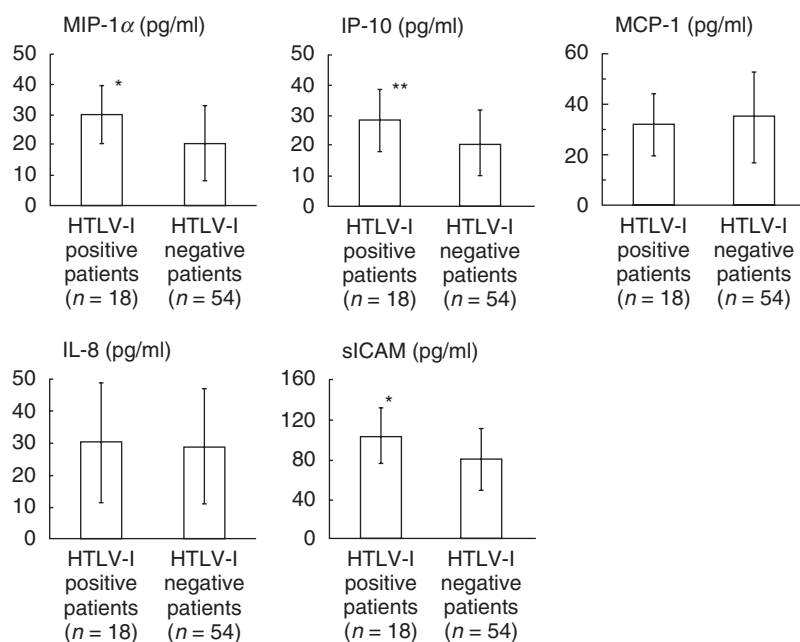 MIP-1α (pg/ml)
50
40
30
20
10
0
*
HTLV-I
positive
patients
(n = 18)
HTLV-I
negative
patients
(n = 54)
IP-10 (pg/ml)
50
40
30
20
10
0
**
HTLV-I
positive
patients
(n = 18)
HTLV-I
negative
patients
(n = 54)
MCP-1 (pg/ml)
60
40
30
0
HTLV-I
positive
patients
(n = 18)
HTLV-I
negative
patients
(n = 54)
IL-8 (pg/ml)
50
40
30
20
10
0
HTLV-I
positive
patients
(n = 18)
HTLV-I
negative
patients
(n = 54)
sICAM (pg/ml)
160
120
80
40
0
*
HTLV-I
positive
patients
(n = 18)
HTLV-I
negative
patients
(n = 54)